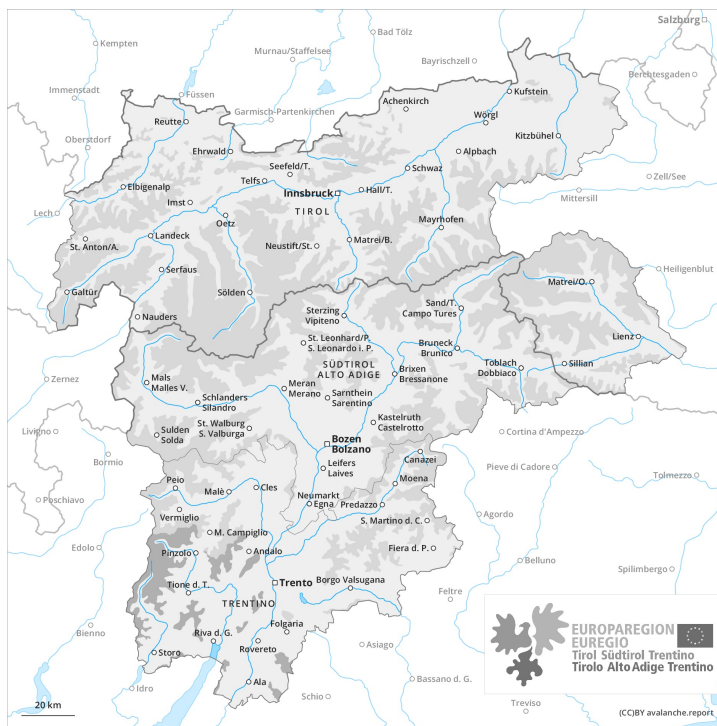 Salzburg
Kempten
Bad Tölz
Murnau/Staffelsee
Bayrischzell
Berchtesgaden
Immenstadt
Füssen
Garmisch-Partenkirchen
Achenkirch
Kufstein
Reutte
Wörgl
Oberstdorf
Ehrwald
Kitzbühel
Alpbach
Seefeld/T.
Schwaz
Zell/See
Telfs
Elbigenalp
Innsbruck
Hall/T.
Mittersill
Imst
TIROL
Lech
Oetz
Mayrhofen
Landeck
St. Anton/A.
Neustift/St.
Matrei/B.
Serfaus
Heiligenblut
Galtür
Sölden
Matrei/O.
Nauders
Sand/T.
Campo Tures
Sterzing
Vipiteno
Lienz
St. Leonhard/P.
S. Leonardo i. P.
Bruneck
Brunico
SÜDTIROL
ALTO ADIGE
Toblach
Dobbiaco
Sillian
Brixen
Bressanone
Zernez
Mals
Malles V.
Meran
Merano
Sarnthein
Sarentino
Schlanders
Silandro
St. Walburg
S. Valburga
Kastelruth
Castelrotto
Livigno
Sulden
Solda
Bozen
Bolzano
Cortina d'Ampezzo
Bormio
Canazei
Leifers
Laives
Pieve di Cadore
Tolmezzo
Peio
Malè
Cles
Moena
Poschiavo
Neumarkt
Egna
Predazzo
Vermiglio
Agordo
S. Martino d. C.
M. Campiglio
Edolo
Pinzolo
Andalo
Fiera d. P.
Belluno
Spilimbergo
Tione d. T.
Trento
Borgo Valsugana
Feltre
TRENTINO
Folgaria
Bienno
Riva d. G.
Rovereto
Asiago
Storo
Ala
Idro
Schio
Bassano d. G.
Treviso
EUROPAREGION
EUREGIO
Tirol Südtirol Trentino
Tirolo Alto Adige Trentino
20 km
(CC)BY avalanche.report